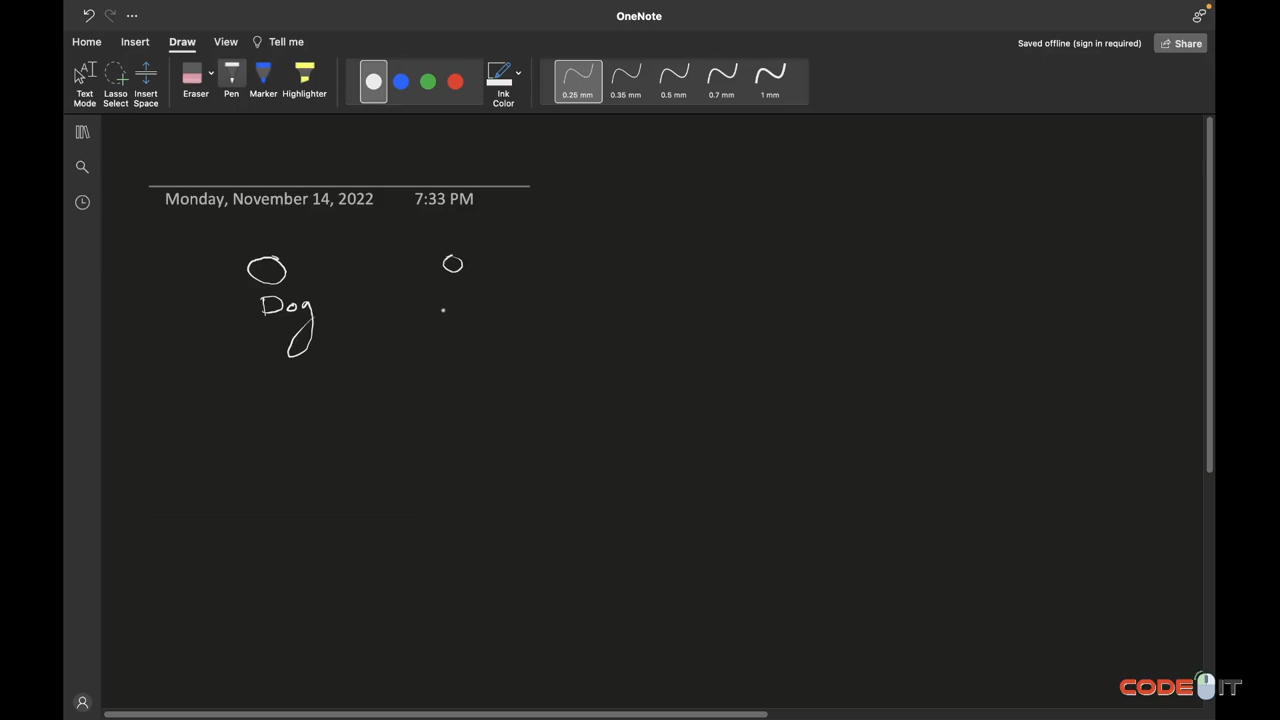 OneNote
Home Insert Draw View Tell me
Saved offline (sign in required) Share
Text Mode
Lasso Select
Insert Space
Eraser
Pen
Marker
Highlighter
Ink Color
0.25 mm 0.35 mm 0.5 mm 0.7 mm 1 mm
Monday, November 14, 2022 7:33 PM
Dog
CODE IT